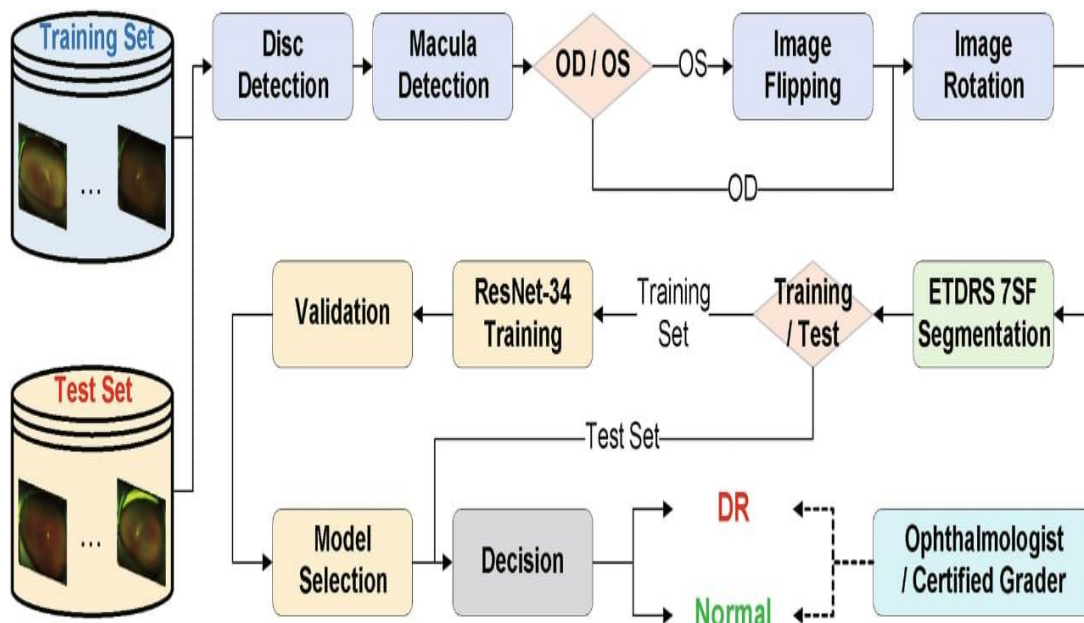 Training Set
Disc
Detection
Macula
Detection
OD / OS
OS
Image
Flipping
Image
Rotation
OD
Validation
ResNet-34
Training
Training
Set
Training
/ Test
ETDRS 7SF
Segmentation
...
Test Set
Test Set
...
Model
Selection
Decision
DR
Normal
Ophthalmologist
/ Certified Grader
...